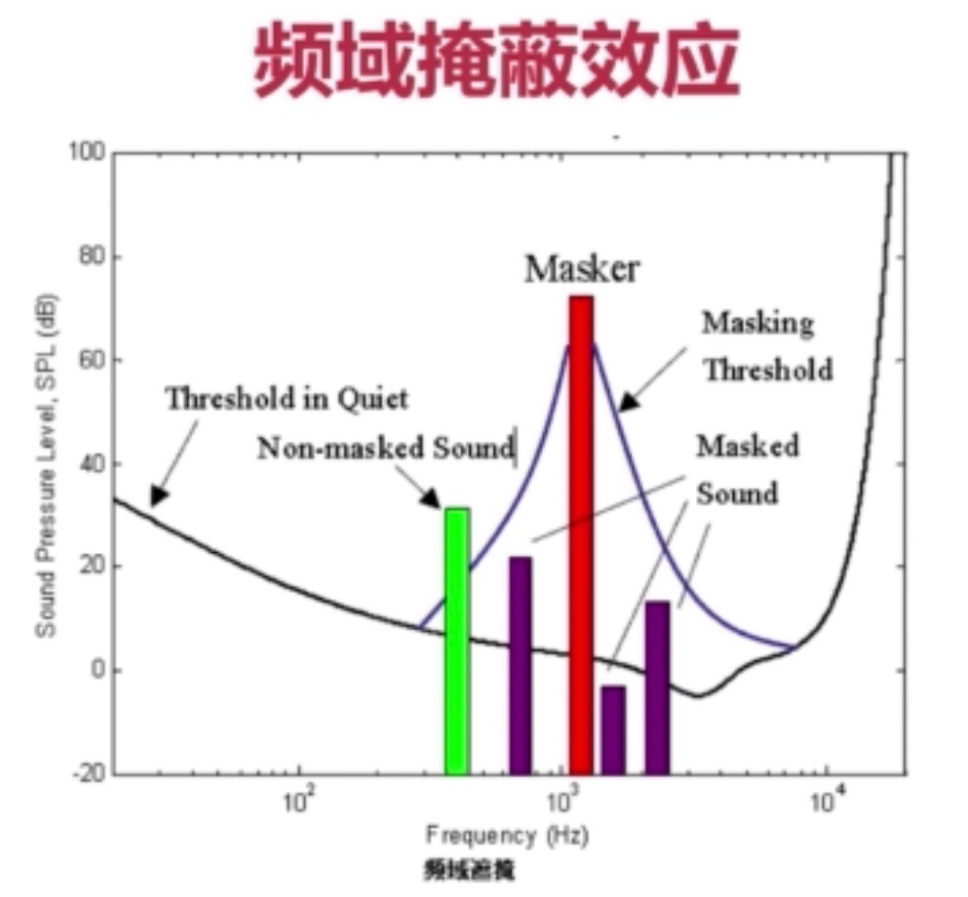 频域掩蔽效应
100
80
60
40
20
0
-20
Sound Pressure Level, SPL (dB)
Masker
Masking
Threshold
Threshold in Quiet
Non-masked Sound
Masked
Sound
10²
10³
10⁴
Frequency (Hz)
频域遮掩